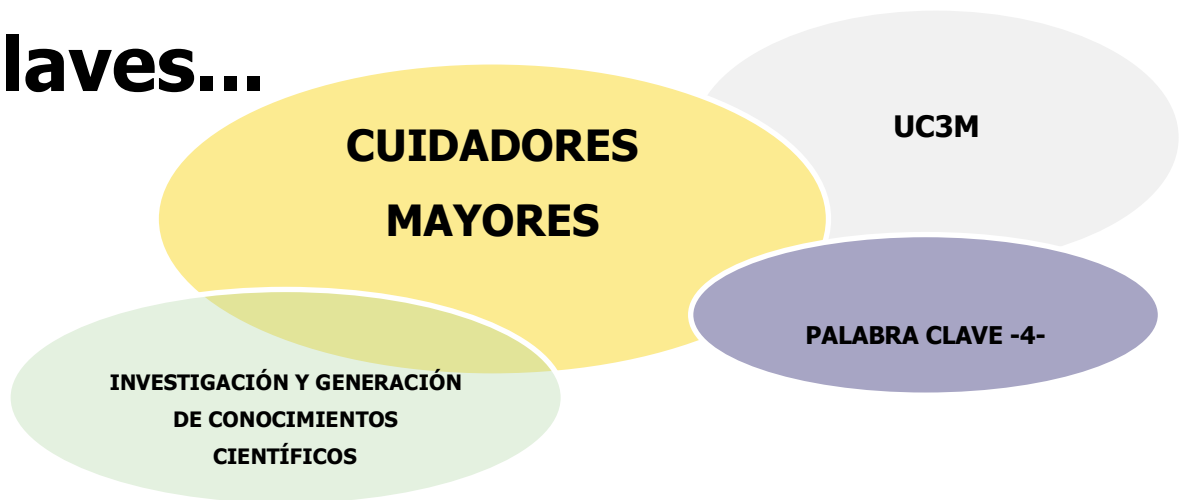 laves...
CUIDADORES
MAYORES
UC3M
PALABRA CLAVE -4-
INVESTIGACIÓN Y GENERACIÓN
DE CONOCIMIENTOS
CIENTÍFICOS